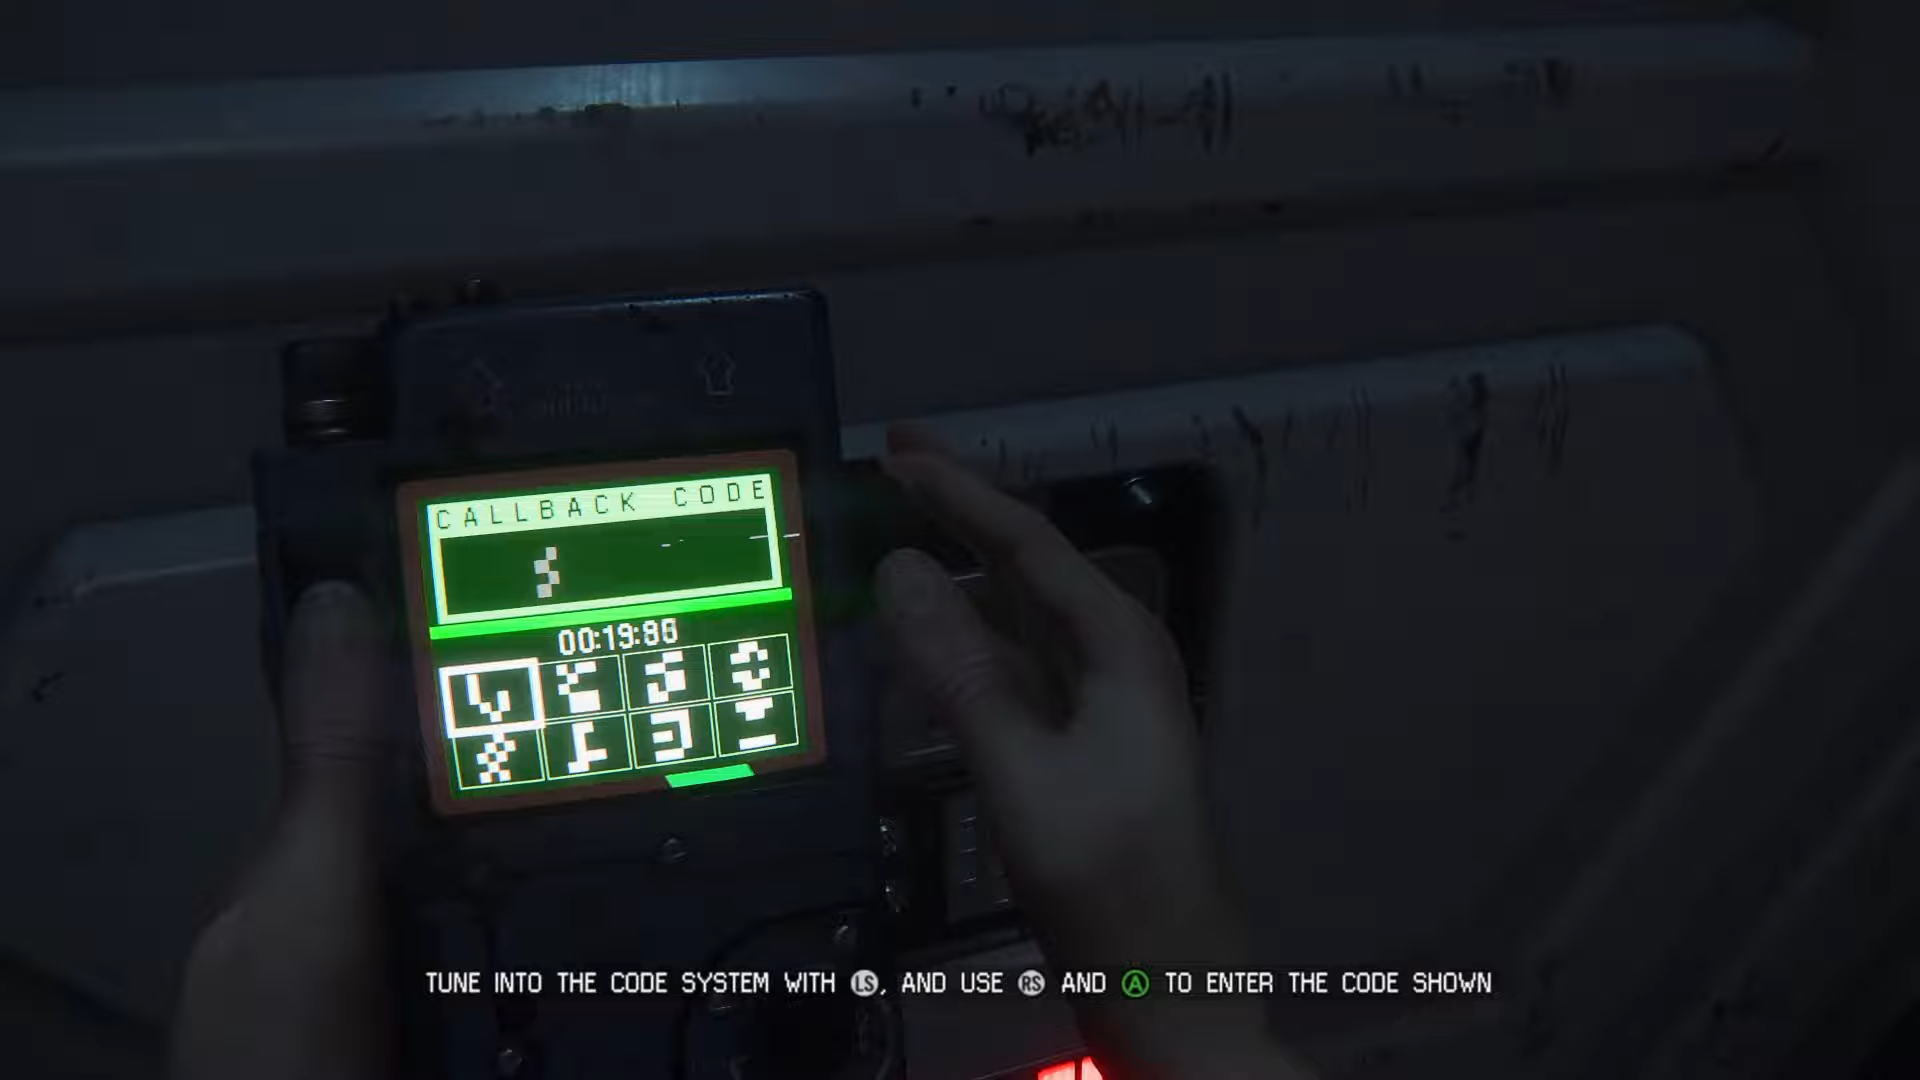 CALLBACK CODE
00:19:86
TUNE INTO THE CODE SYSTEM WITH LS, AND USE RS AND A TO ENTER THE CODE SHOWN